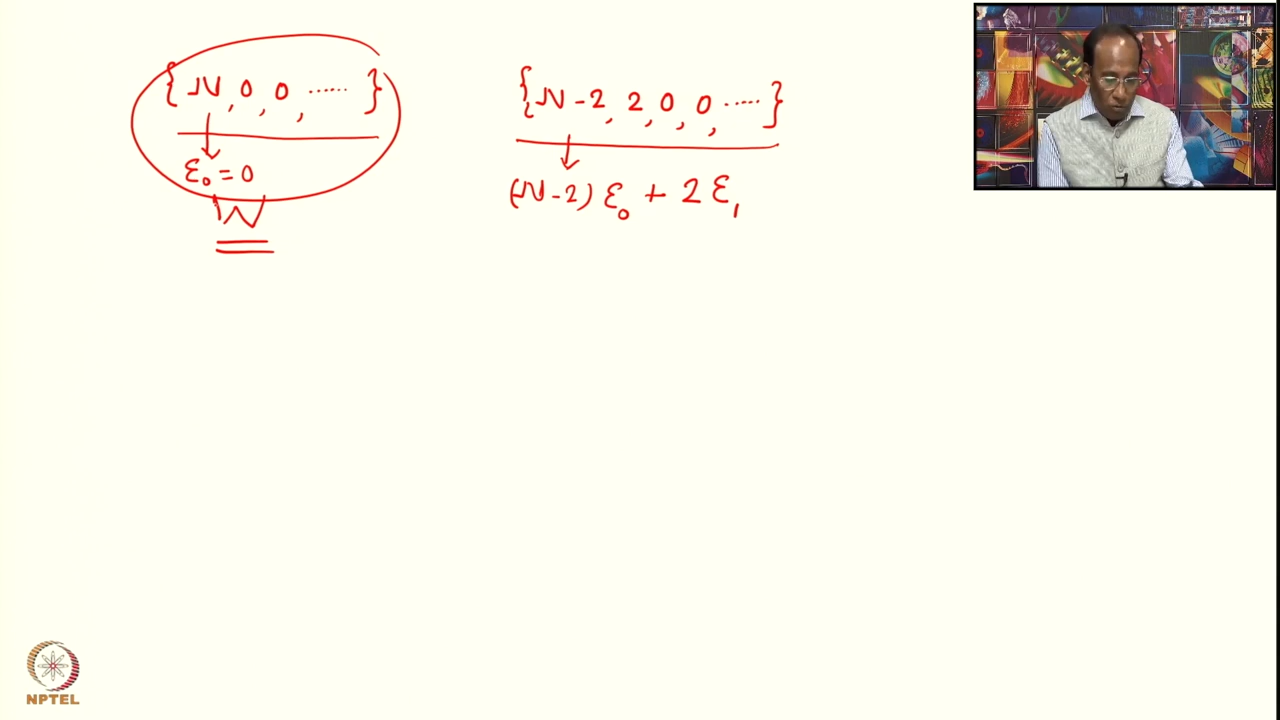 {N, 0, 0, ......}
ε₀ = 0
W
{N-2, 2, 0, 0, .....}
(N-2) ε₀ + 2 ε₁
NPTEL